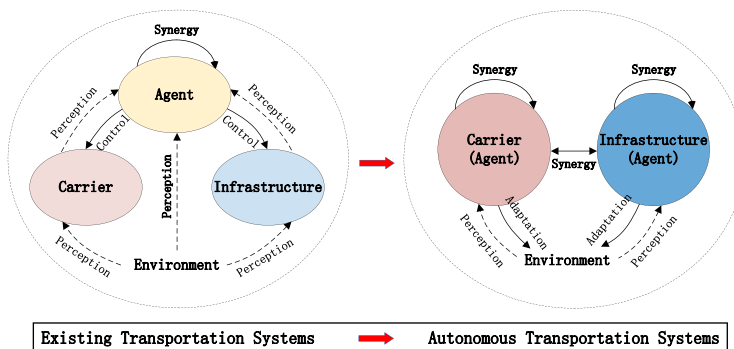 Synergy
Agent
Perception
Control
Control
Perception
Perception
Carrier
Infrastructure
Perception
Environment
Perception
Synergy
Synergy
Carrier
(Agent)
Infrastructure
(Agent)
Synergy
Adaptation
Adaptation
Perception
Environment
Perception
Existing Transportation Systems
Autonomous Transportation Systems